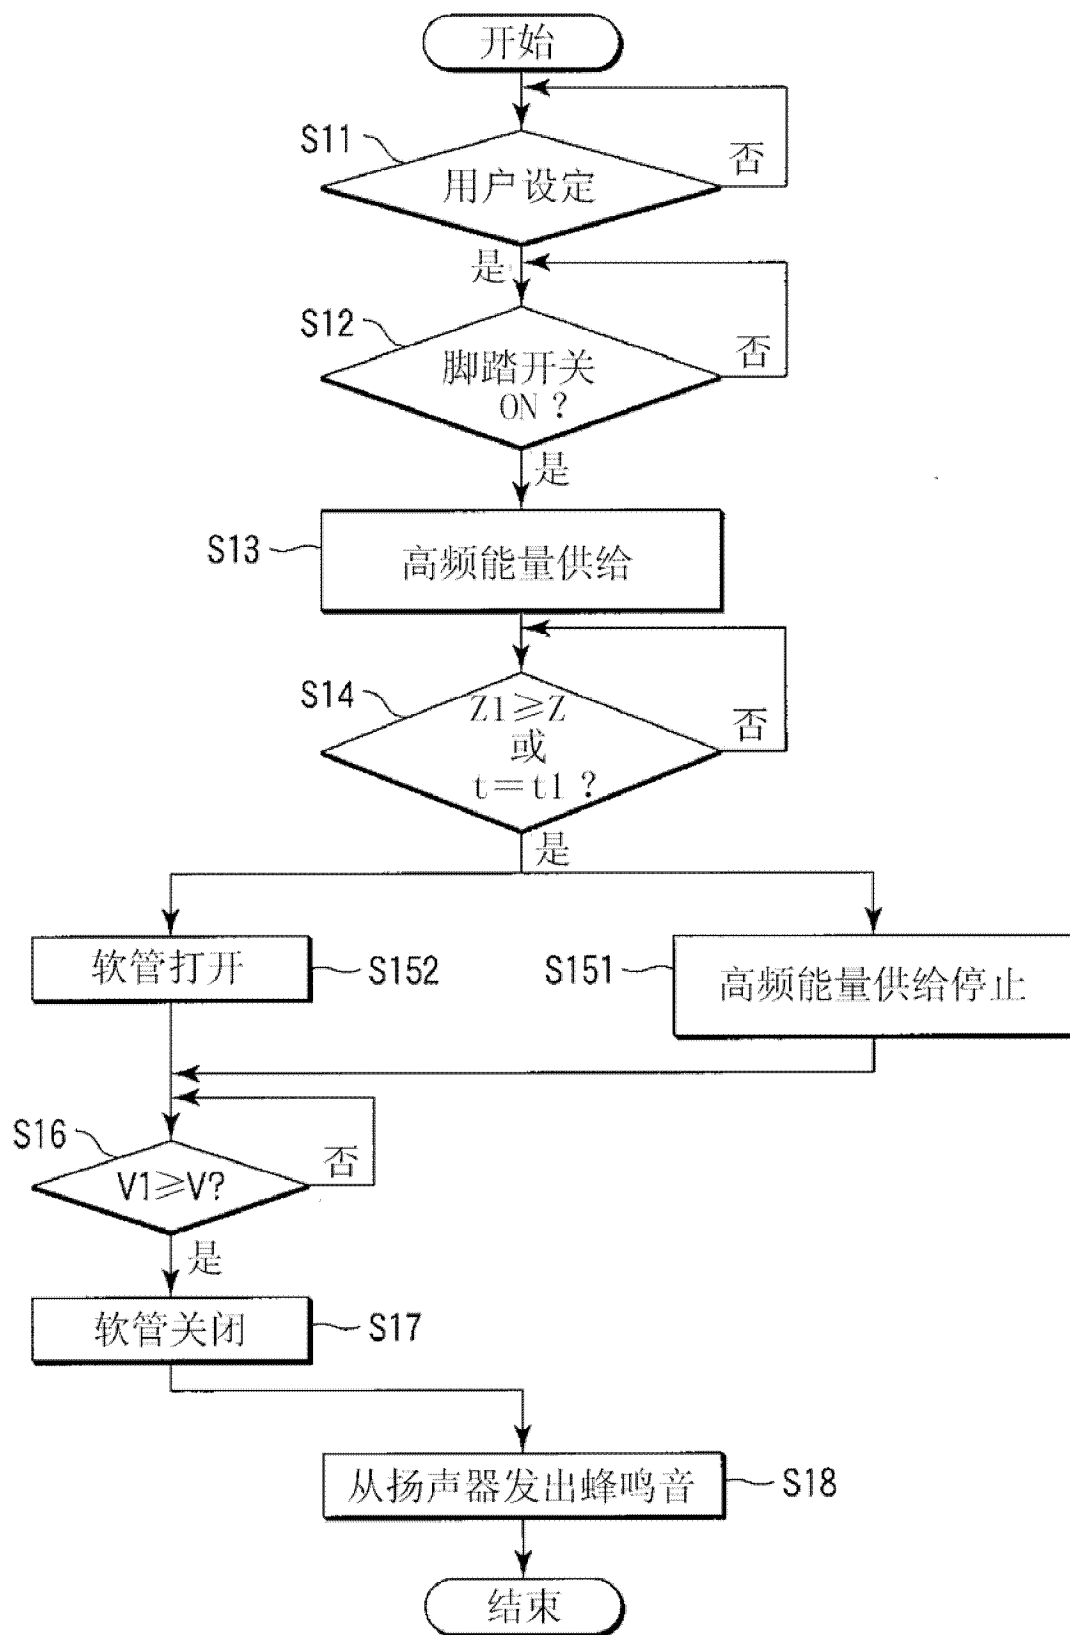 开始
S11
用户设定
否
是
S12
脚踏开关
ON？
否
是
S13
高频能量供给
S14
Z1≥Z
或
t=t1？
否
是
软管打开
S152
S151
高频能量供给停止
S16
V1≥V?
否
是
软管关闭
S17
从扬声器发出蜂鸣音
S18
结束